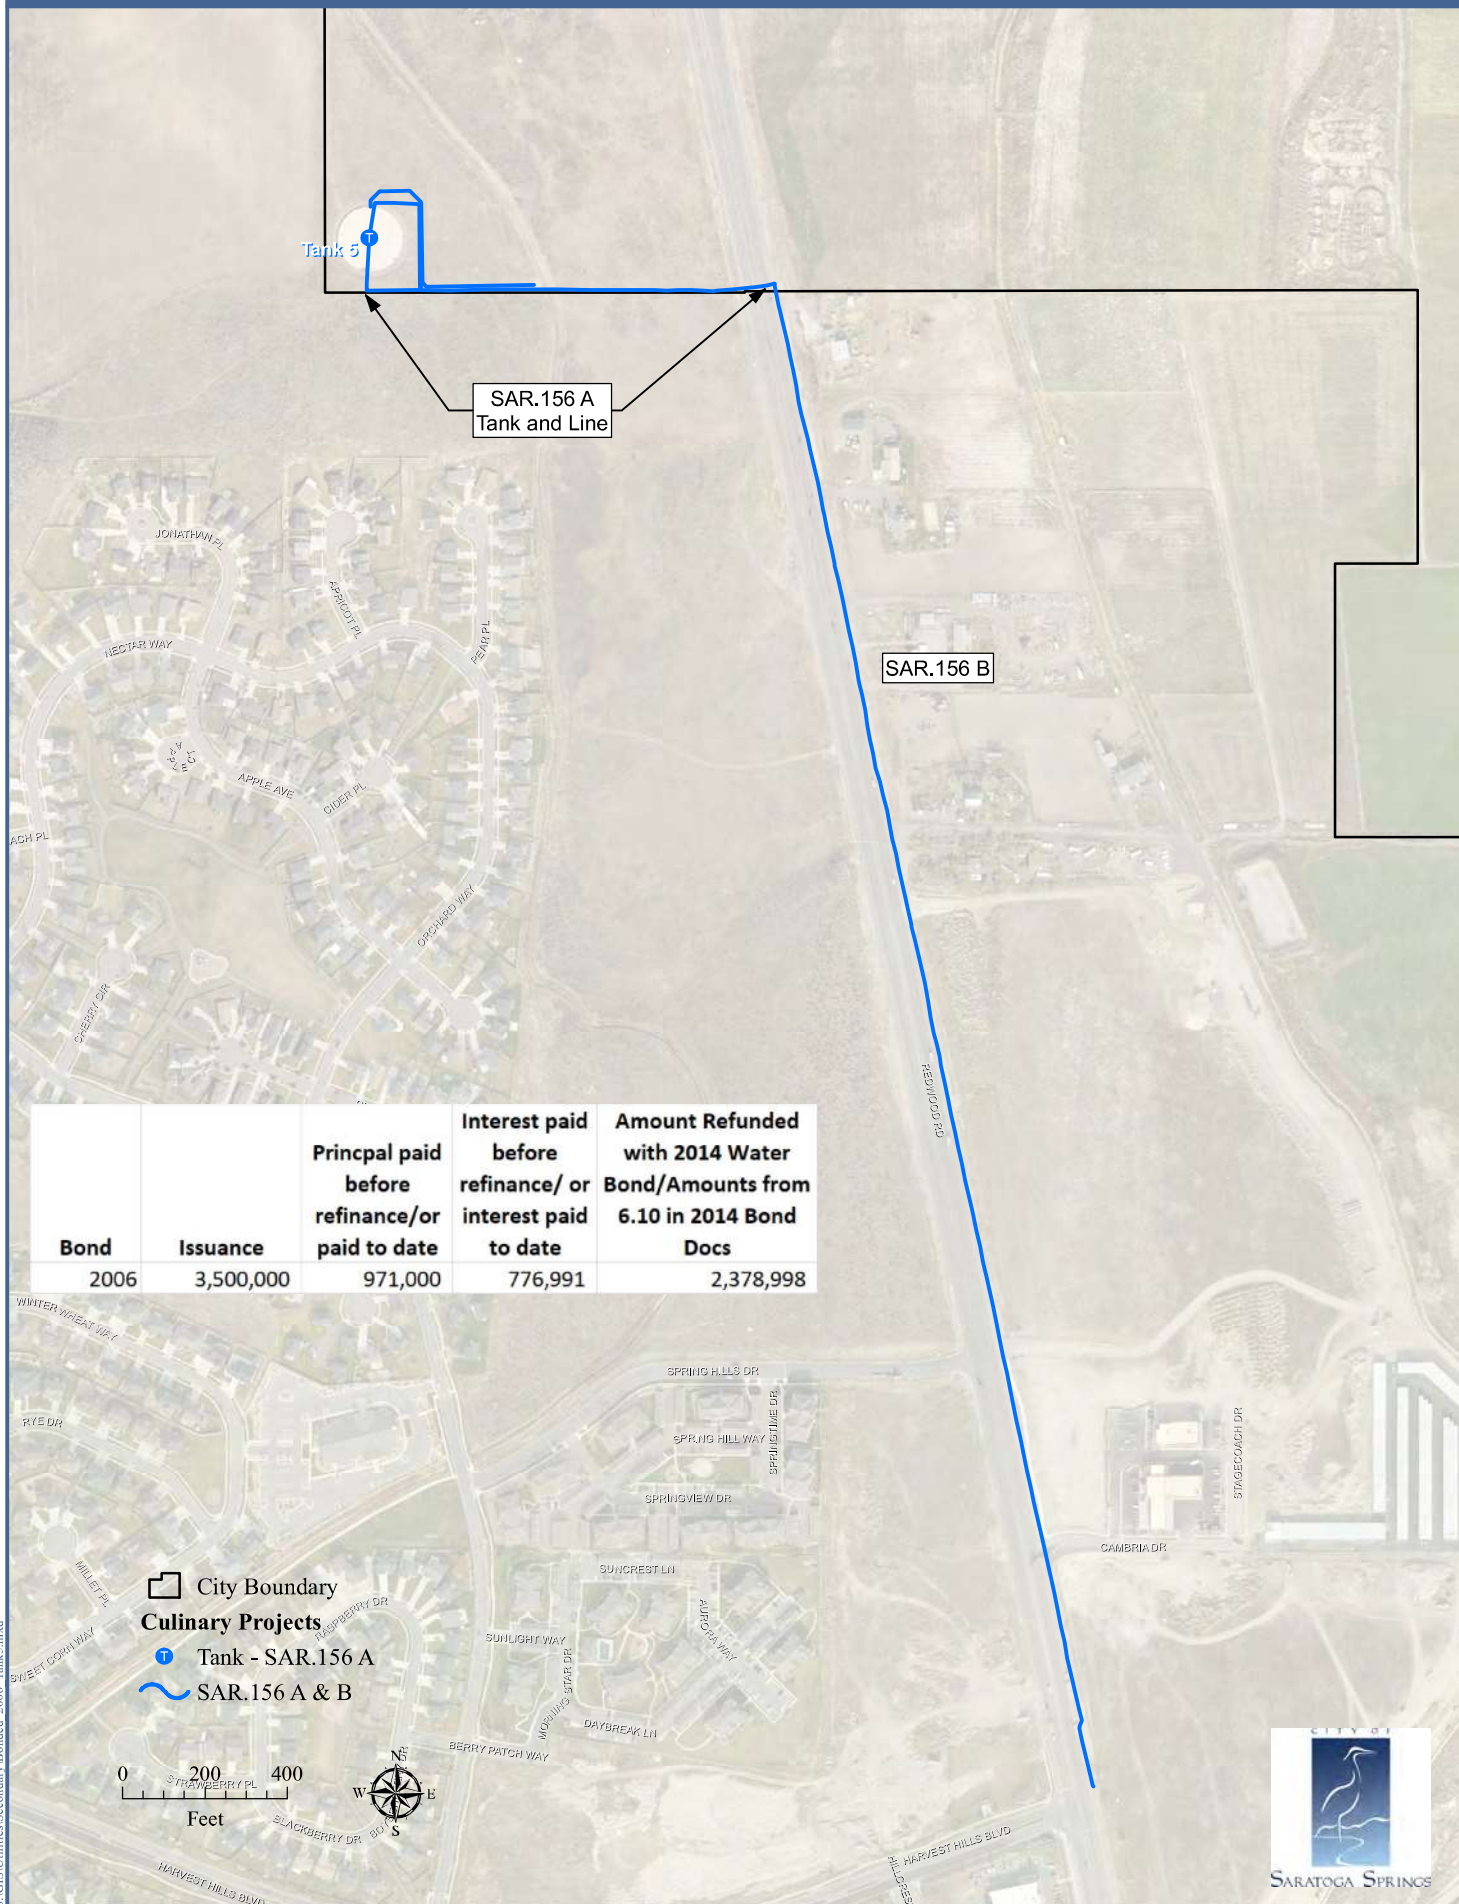 Tank 5
SAR.156 A
Tank and Line
JONATHAN PL
APRICOT PL
NECTAR WAY
PEAR PL
SAR.156 B
APPLE CT
APPLE AVE
CIDER PL
ACH PL
ORCHARD WAY
CHERRY CIR
REDWOOD RD
Bond
Issuance
Princpal paid
before
refinance/or
paid to date
Interest paid
before
refinance/ or
interest paid
to date
Amount Refunded
with 2014 Water
Bond/Amounts from
6.10 in 2014 Bond
Docs
2006 3,500,000 971,000 776,991 2,378,998
WINTER WHEAT WAY
SPRING HILLS DR
RYE DR
SPRING HILL WAY
SPRINGTIME DR
STAGECOACH DR
SPRINGVIEW DR
CAMBRIA DR
SUNCREST LN
MILLET PL
City Boundary
Culinary Projects
RASPBERRY DR
AURORA WAY
SWEET CORN WAY
Tank - SAR.156 A
SUNLIGHT WAY
SAR.156 A & B
MORNING STAR DR
DAYBREAK LN
BERRY PATCH WAY
0 200 400
Feet
STRAWBERRY PL
N
W E
S
BLACKBERRY DR
HARVEST HILLS BLVD
HARVEST HILLS BLVD
HILLCRES
CITY OF
SARATOGA SPRINGS